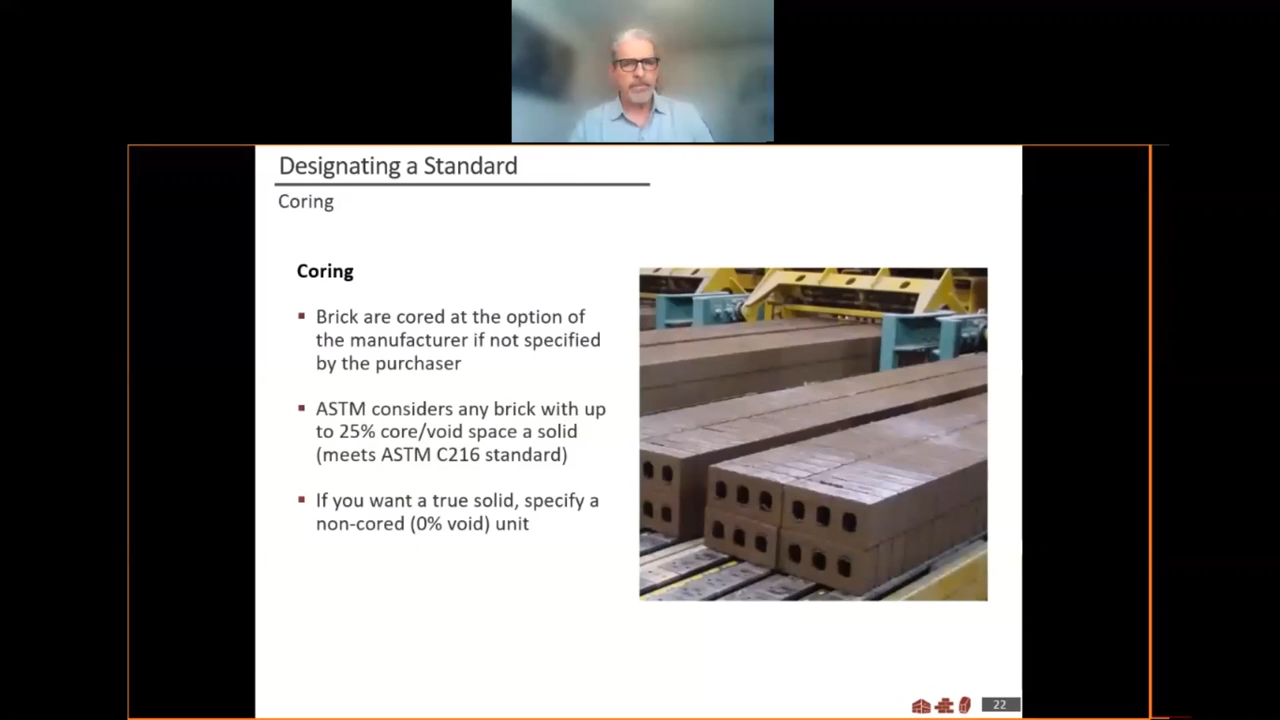 Designating a Standard
Coring
Coring
Brick are cored at the option of
the manufacturer if not specified
by the purchaser
ASTM considers any brick with up
to 25% core/void space a solid
(meets ASTM C216 standard)
If you want a true solid, specify a
non-cored (0% void) unit
22